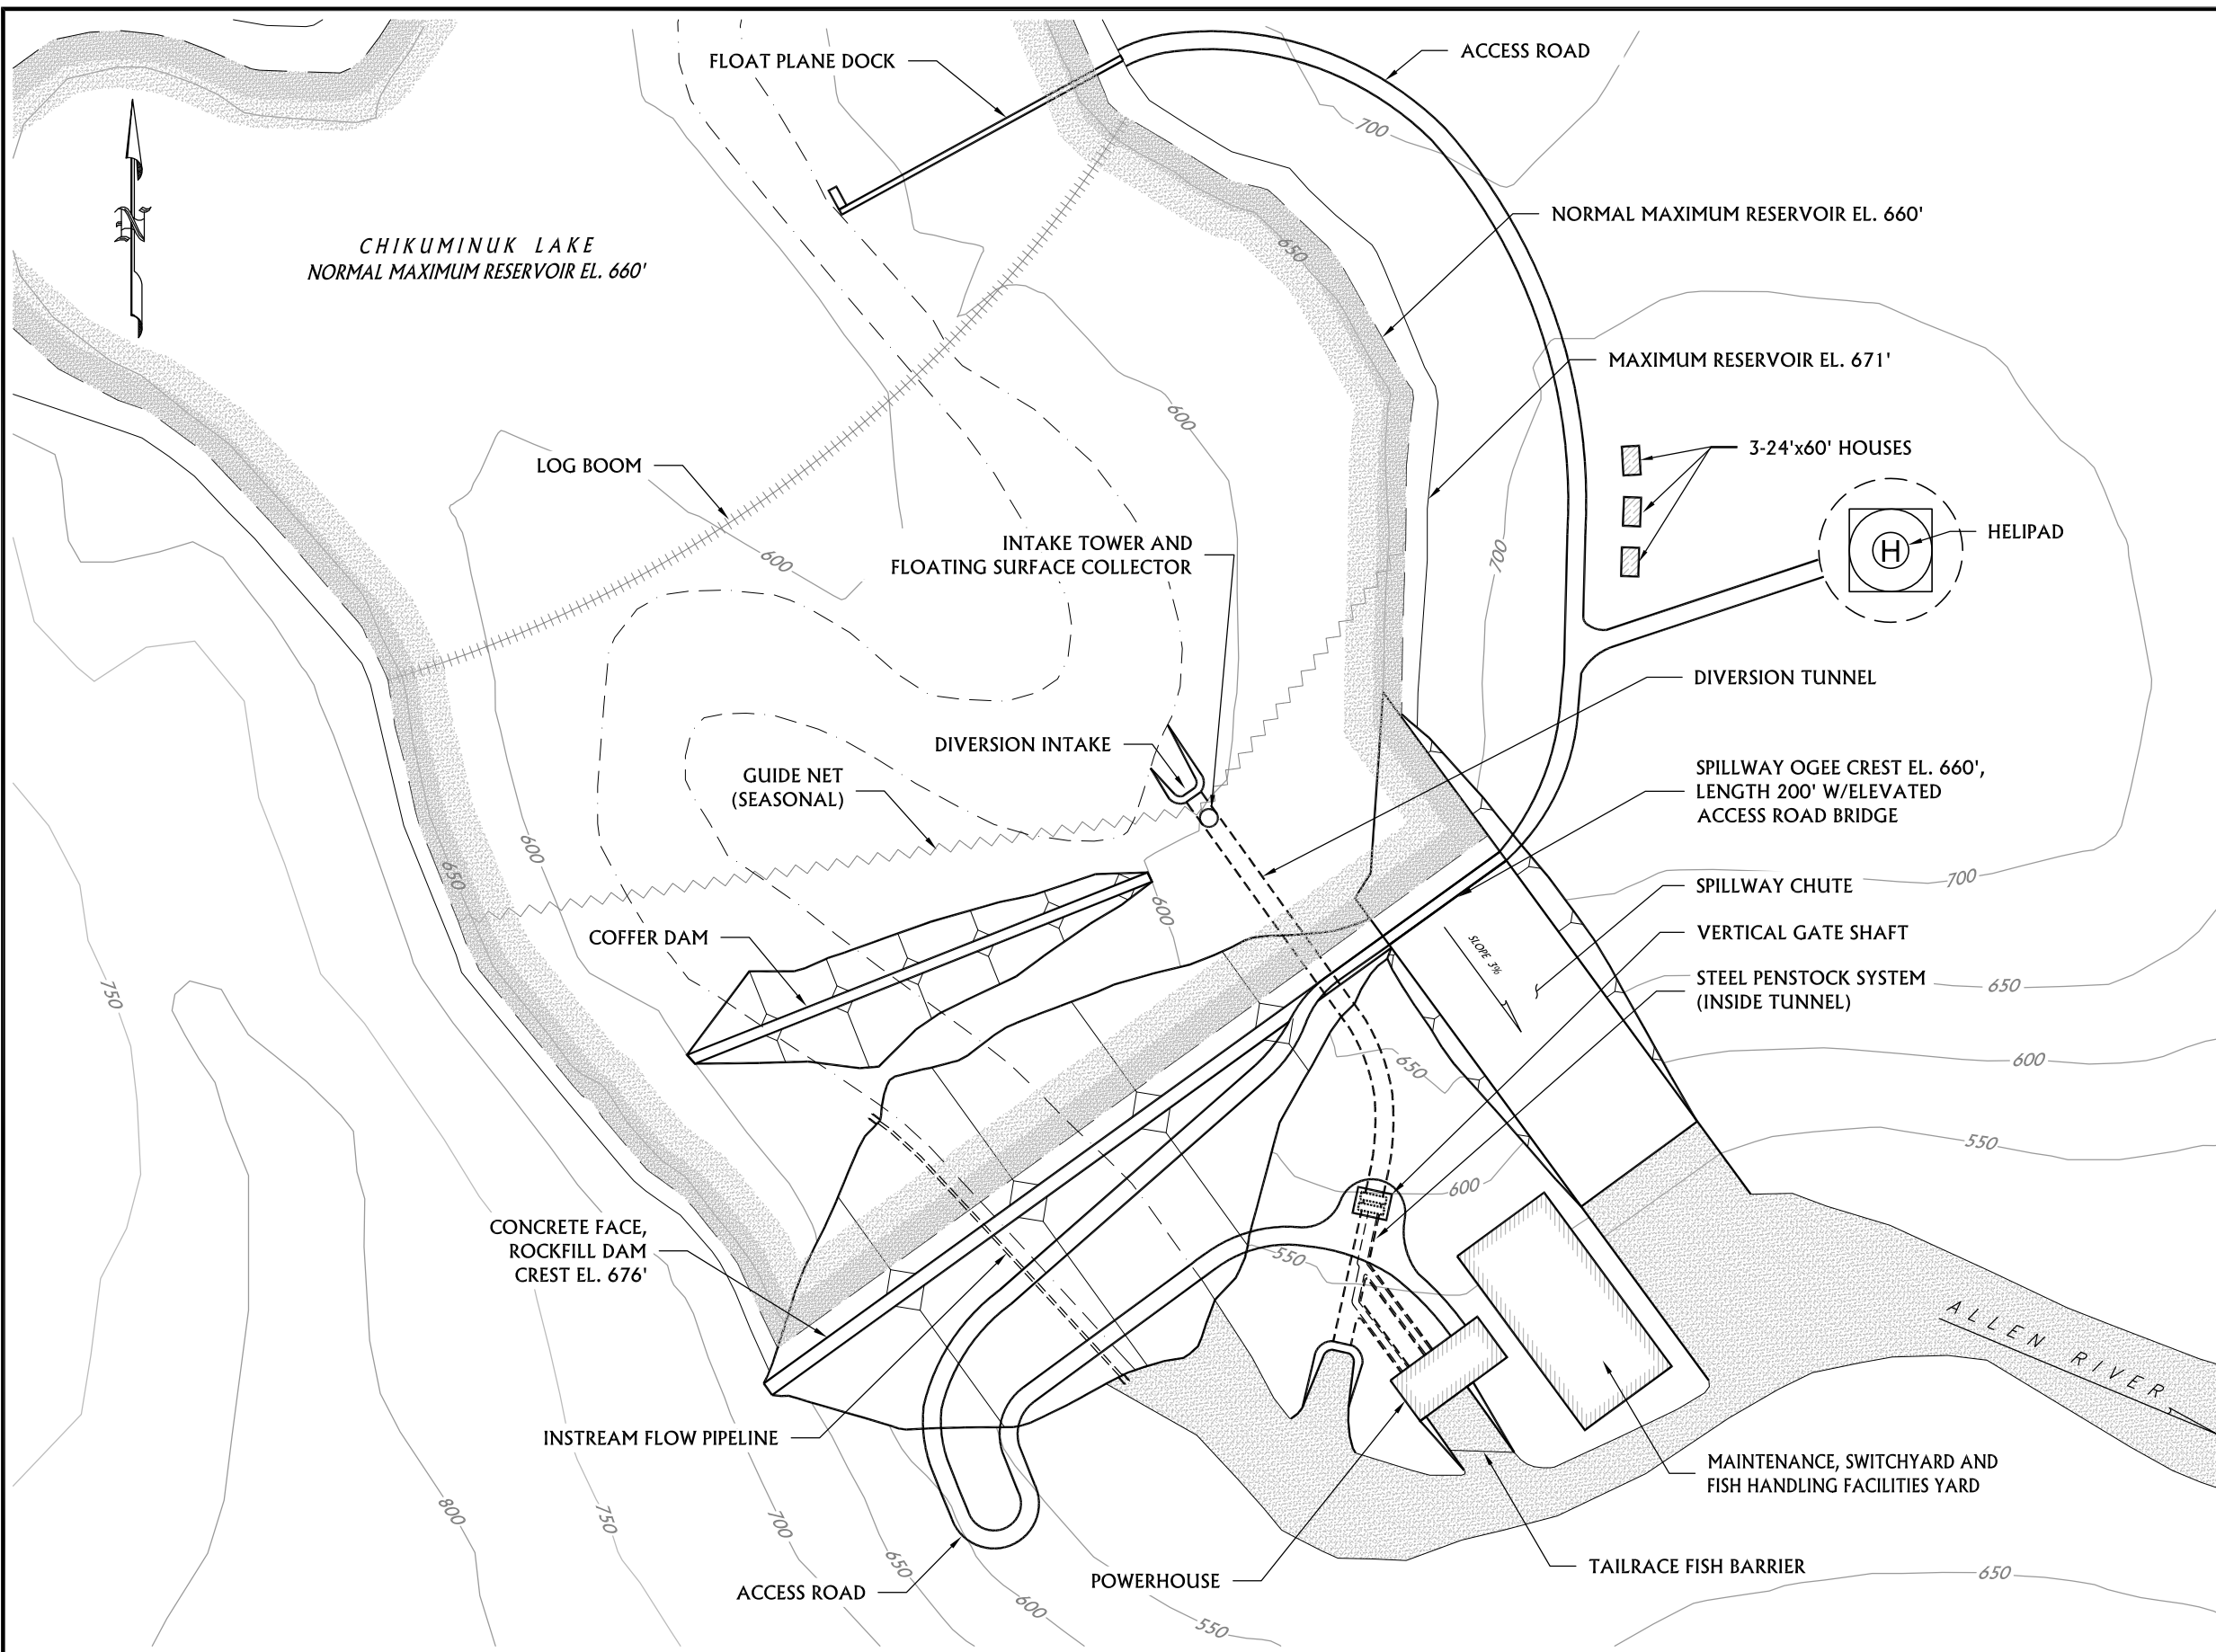 FLOAT PLANE DOCK
ACCESS ROAD
700
N
NORMAL MAXIMUM RESERVOIR EL. 660'
CHIKUMINUK LAKE
NORMAL MAXIMUM RESERVOIR EL. 660'
650
MAXIMUM RESERVOIR EL. 671'
600
3-24'x60' HOUSES
LOG BOOM
HELIPAD
H
INTAKE TOWER AND
FLOATING SURFACE COLLECTOR
600
700
DIVERSION TUNNEL
DIVERSION INTAKE
GUIDE NET
(SEASONAL)
SPILLWAY OGEE CREST EL. 660',
LENGTH 200' W/ELEVATED
ACCESS ROAD BRIDGE
600
650
SPILLWAY CHUTE
700
600
COFFER DAM
VERTICAL GATE SHAFT
SLOPE 3%
STEEL PENSTOCK SYSTEM
(INSIDE TUNNEL)
650
750
650
600
550
600
CONCRETE FACE,
ROCKFILL DAM
CREST EL. 676'
550
ALLEN RIVER
INSTREAM FLOW PIPELINE
MAINTENANCE, SWITCHYARD AND
FISH HANDLING FACILITIES YARD
800
750
700
650
TAILRACE FISH BARRIER
POWERHOUSE
ACCESS ROAD
650
600
550